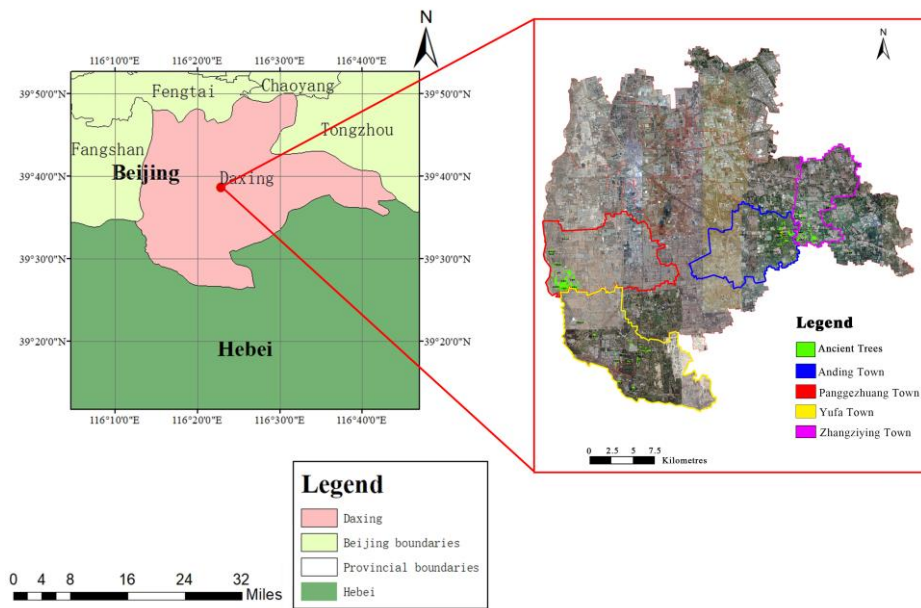 N
116°10'0"E 116°20'0"E 116°30'0"E 116°40'0"E
39°50'0"N
39°40'0"N
39°30'0"N
39°20'0"N
39°50'0"N
39°40'0"N
39°30'0"N
39°20'0"N
Fengtai
Chaoyang
Tongzhou
Fangshan
Beijing
Daxing
Hebei
116°10'0"E 116°20'0"E 116°30'0"E 116°40'0"E
Legend
Daxing
Beijing boundaries
Provincial boundaries
Hebei
0 4 8 16 24 32
Miles
N
Legend
Ancient Trees
Anding Town
Panggezhuang Town
Yufa Town
Zhangziying Town
0 2.5 5 7.5
Kilometres